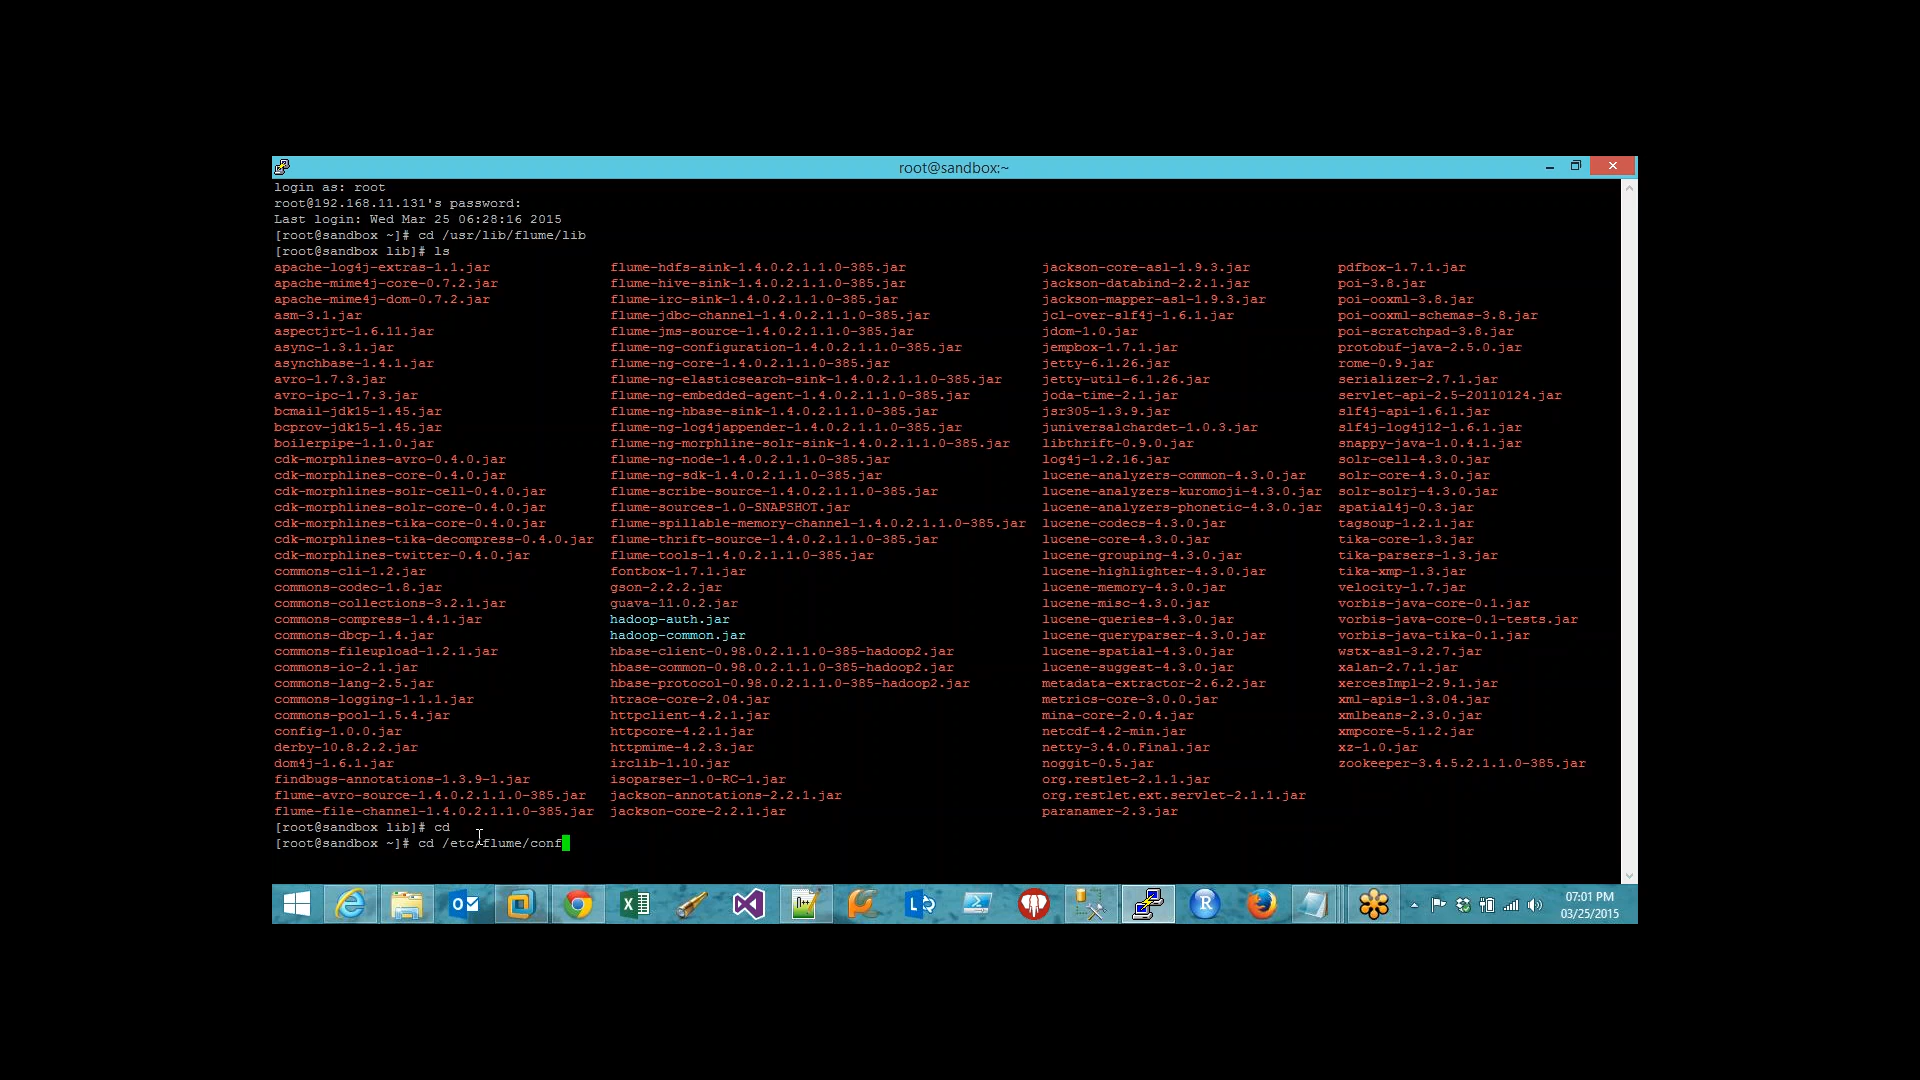 root@sandbox:~
login as: root
root@192.168.11.131's password:
Last login: Wed Mar 25 06:28:16 2015
[root@sandbox ~]# cd /usr/lib/flume/lib
[root@sandbox lib]# ls
apache-log4j-extras-1.1.jar flume-hdfs-sink-1.4.0.2.1.1.0-385.jar jackson-core-asl-1.9.3.jar pdfbox-1.7.1.jar
apache-mime4j-core-0.7.2.jar flume-hive-sink-1.4.0.2.1.1.0-385.jar jackson-databind-2.2.1.jar poi-3.8.jar
apache-mime4j-dom-0.7.2.jar flume-irc-sink-1.4.0.2.1.1.0-385.jar jackson-mapper-asl-1.9.3.jar poi-ooxml-3.8.jar
asm-3.1.jar flume-jdbc-channel-1.4.0.2.1.1.0-385.jar jcl-over-slf4j-1.6.1.jar poi-ooxml-schemas-3.8.jar
aspectjrt-1.6.11.jar flume-jms-source-1.4.0.2.1.1.0-385.jar jdom-1.0.jar poi-scratchpad-3.8.jar
async-1.3.1.jar flume-ng-configuration-1.4.0.2.1.1.0-385.jar jempbox-1.7.1.jar protobuf-java-2.5.0.jar
asynchbase-1.4.1.jar flume-ng-core-1.4.0.2.1.1.0-385.jar jetty-6.1.26.jar rome-0.9.jar
avro-1.7.3.jar flume-ng-elasticsearch-sink-1.4.0.2.1.1.0-385.jar jetty-util-6.1.26.jar serializer-2.7.1.jar
avro-ipc-1.7.3.jar flume-ng-embedded-agent-1.4.0.2.1.1.0-385.jar joda-time-2.1.jar servlet-api-2.5-20110124.jar
bcmail-jdk15-1.45.jar flume-ng-hbase-sink-1.4.0.2.1.1.0-385.jar jsr305-1.3.9.jar slf4j-api-1.6.1.jar
bcprov-jdk15-1.45.jar flume-ng-log4jappender-1.4.0.2.1.1.0-385.jar juniversalchardet-1.0.3.jar slf4j-log4j12-1.6.1.jar
boilerpipe-1.1.0.jar flume-ng-morphline-solr-sink-1.4.0.2.1.1.0-385.jar libthrift-0.9.0.jar snappy-java-1.0.4.1.jar
cdk-morphlines-avro-0.4.0.jar flume-ng-node-1.4.0.2.1.1.0-385.jar log4j-1.2.16.jar solr-cell-4.3.0.jar
cdk-morphlines-core-0.4.0.jar flume-ng-sdk-1.4.0.2.1.1.0-385.jar lucene-analyzers-common-4.3.0.jar solr-core-4.3.0.jar
cdk-morphlines-solr-cell-0.4.0.jar flume-scribe-source-1.4.0.2.1.1.0-385.jar lucene-analyzers-kuromoji-4.3.0.jar solr-solrj-4.3.0.jar
cdk-morphlines-solr-core-0.4.0.jar flume-sources-1.0-SNAPSHOT.jar lucene-analyzers-phonetic-4.3.0.jar spatial4j-0.3.jar
cdk-morphlines-tika-core-0.4.0.jar flume-spillable-memory-channel-1.4.0.2.1.1.0-385.jar lucene-codecs-4.3.0.jar tagsoup-1.2.1.jar
cdk-morphlines-tika-decompress-0.4.0.jar flume-thrift-source-1.4.0.2.1.1.0-385.jar lucene-core-4.3.0.jar tika-core-1.3.jar
cdk-morphlines-twitter-0.4.0.jar flume-tools-1.4.0.2.1.1.0-385.jar lucene-grouping-4.3.0.jar tika-parsers-1.3.jar
commons-cli-1.2.jar fontbox-1.7.1.jar lucene-highlighter-4.3.0.jar tika-xmp-1.3.jar
commons-codec-1.8.jar gson-2.2.2.jar lucene-memory-4.3.0.jar velocity-1.7.jar
commons-collections-3.2.1.jar guava-11.0.2.jar lucene-misc-4.3.0.jar vorbis-java-core-0.1.jar
commons-compress-1.4.1.jar hadoop-auth.jar lucene-queries-4.3.0.jar vorbis-java-core-0.1-tests.jar
commons-dbcp-1.4.jar hadoop-common.jar lucene-queryparser-4.3.0.jar vorbis-java-tika-0.1.jar
commons-fileupload-1.2.1.jar hbase-client-0.98.0.2.1.1.0-385-hadoop2.jar lucene-spatial-4.3.0.jar wstx-asl-3.2.7.jar
commons-io-2.1.jar hbase-common-0.98.0.2.1.1.0-385-hadoop2.jar lucene-suggest-4.3.0.jar xalan-2.7.1.jar
commons-lang-2.5.jar hbase-protocol-0.98.0.2.1.1.0-385-hadoop2.jar metadata-extractor-2.6.2.jar xercesImpl-2.9.1.jar
commons-logging-1.1.1.jar htrace-core-2.04.jar metrics-core-3.0.0.jar xml-apis-1.3.04.jar
commons-pool-1.5.4.jar httpclient-4.2.1.jar mina-core-2.0.4.jar xmlbeans-2.3.0.jar
config-1.0.0.jar httpcore-4.2.1.jar netcdf-4.2-min.jar xmpcore-5.1.2.jar
derby-10.8.2.2.jar httpmime-4.2.3.jar netty-3.4.0.Final.jar xz-1.0.jar
dom4j-1.6.1.jar irclib-1.10.jar noggit-0.5.jar zookeeper-3.4.5.2.1.1.0-385.jar
findbugs-annotations-1.3.9-1.jar isoparser-1.0-RC-1.jar org.restlet-2.1.1.jar
flume-avro-source-1.4.0.2.1.1.0-385.jar jackson-annotations-2.2.1.jar org.restlet.ext.servlet-2.1.1.jar
flume-file-channel-1.4.0.2.1.1.0-385.jar jackson-core-2.2.1.jar paranamer-2.3.jar
[root@sandbox lib]# cd
[root@sandbox ~]# cd /etc/flume/conf
07:01 PM
03/25/2015